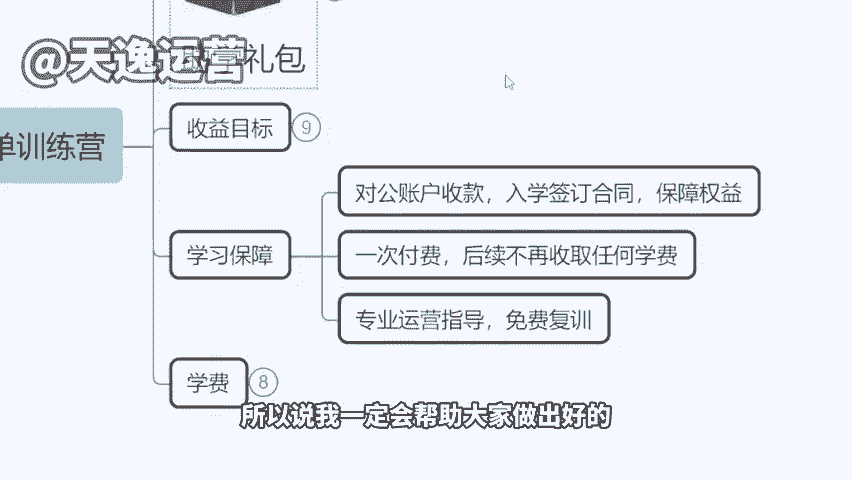 @天逸运营
学礼包
收益目标 9
单训练营
对公账户收款，入学签订合同，保障权益
学习保障
一次付费，后续不再收取任何学费
专业运营指导，免费复训
学费 8
所以说我一定会帮助大家做出好的